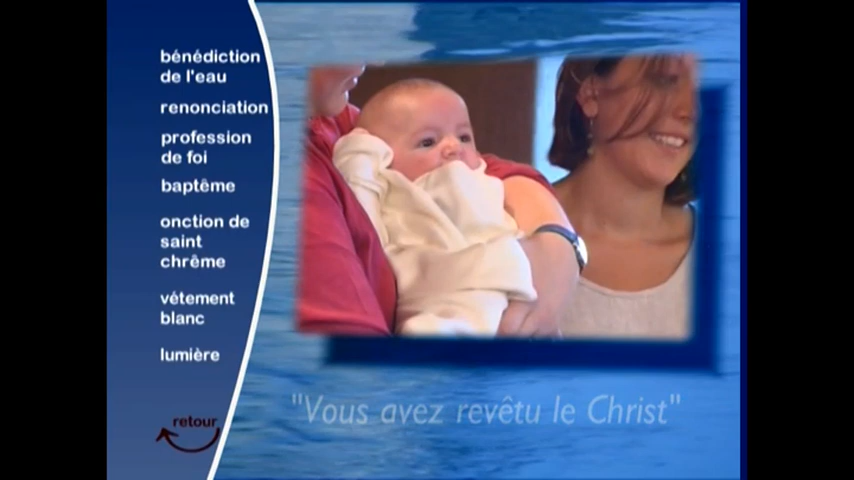 bénédiction
de l'eau
renonciation
profession
de foi
baptême
onction de
saint
chrême
vêtement
blanc
lumière
retour
"Vous avez revêtu le Christ"